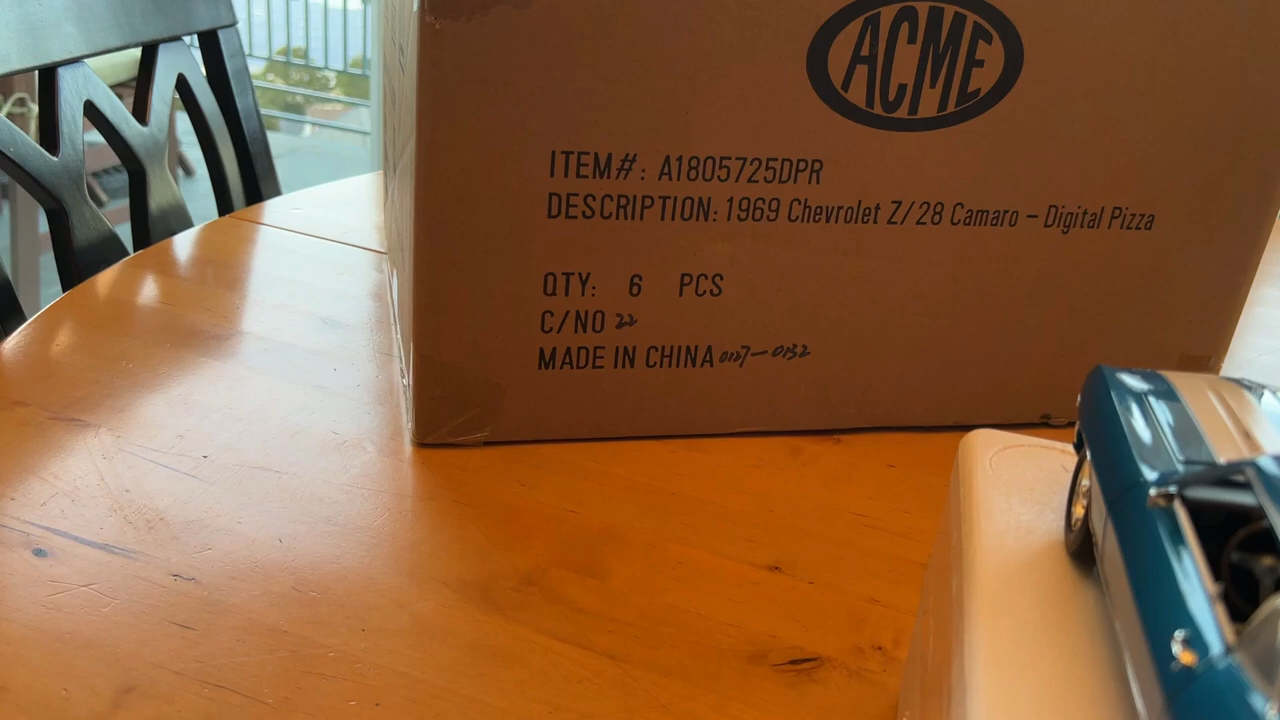 ACME
ITEM#: A1805725DPR
DESCRIPTION: 1969 Chevrolet Z/28 Camaro – Digital Pizza
QTY: 6 PCS
C/NO 22
MADE IN CHINA 0127–0132